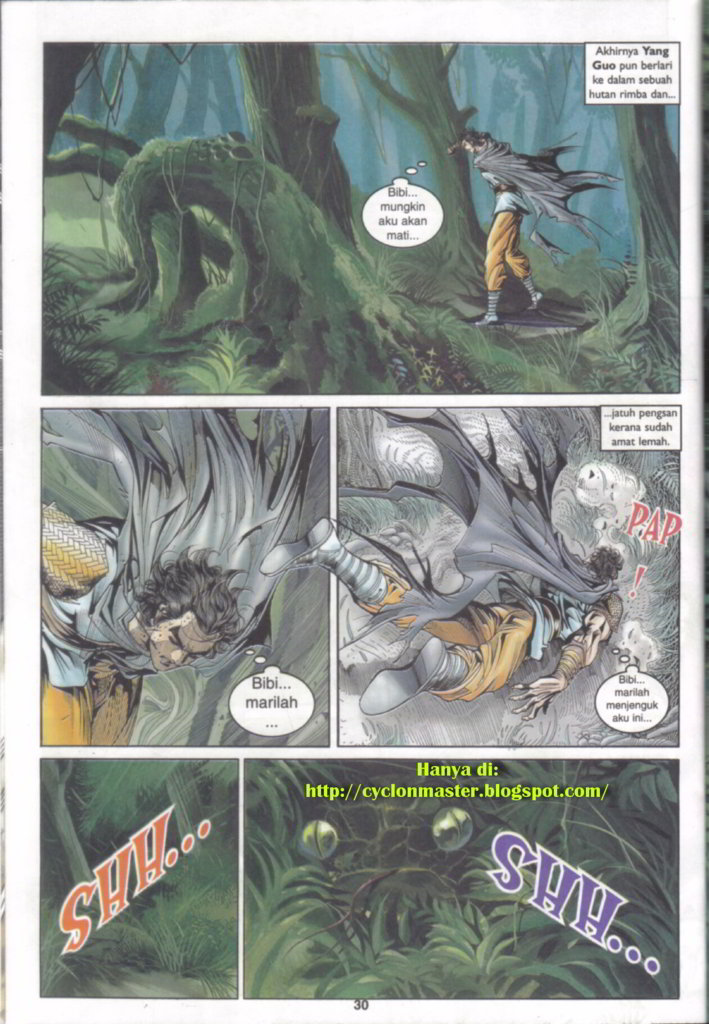 Akhirnya Yang
Guo pun berlari
ke dalam sebuah
hutan rimba dan...
Bibi...
mungkin
aku akan
mati...
...jatuh pengsan
kerana sudah
amat lemah.
PAP
!
Bibi...
marilah
...
Bibi...
marilah
menjenguk
aku ini...
Hanya di:
http://cyclonmaster.blogspot.com/
SHH...
SHH...
30